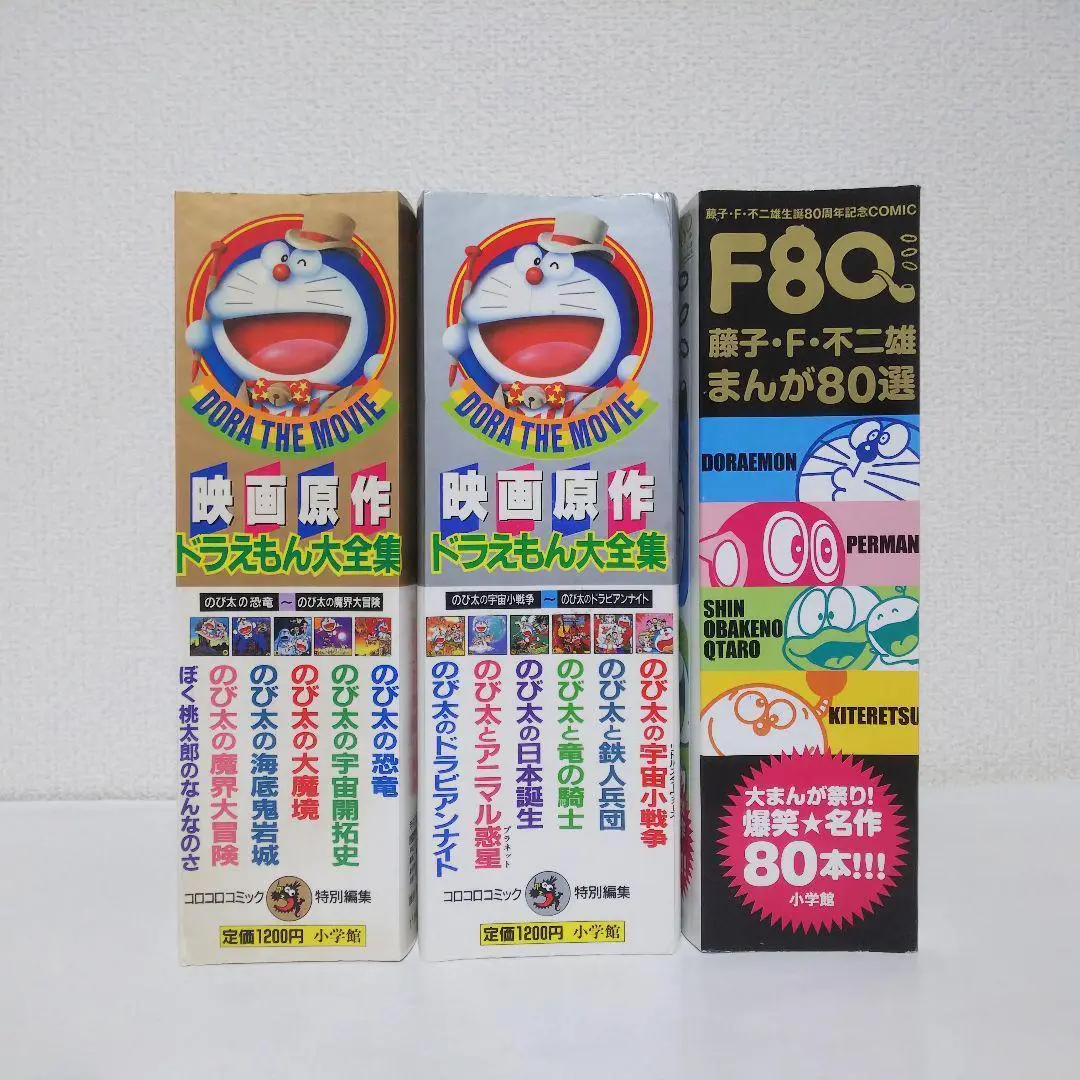 DORA THE MOVIE
映画原作
ドラえもん大全集
のび太の恐竜～のび太の魔界大冒険
のび太の恐竜
のび太の宇宙開拓史
のび太の大魔境
のび太の海底鬼岩城
のび太の魔界大冒険
ぼく桃太郎のなんなのさ
コロコロコミック 特別編集
定価1200円 小学館
DORA THE MOVIE
映画原作
ドラえもん大全集
のび太の宇宙小戦争～のび太のドラビアンナイト
のび太の宇宙小戦争
のび太と鉄人兵団
のび太と竜の騎士
のび太の日本誕生
のび太とアニマル惑星
プラネット
のび太のドラビアンナイト
コロコロコミック 特別編集
定価1200円 小学館
藤子・F・不二雄生誕80周年記念COMIC
F80
藤子・F・不二雄
まんが80選
DORAEMON
PERMAN
SHIN
OBAKENO
QTARO
KITERETSU
大まんが祭り!
爆笑★名作
80本!!!
小学館